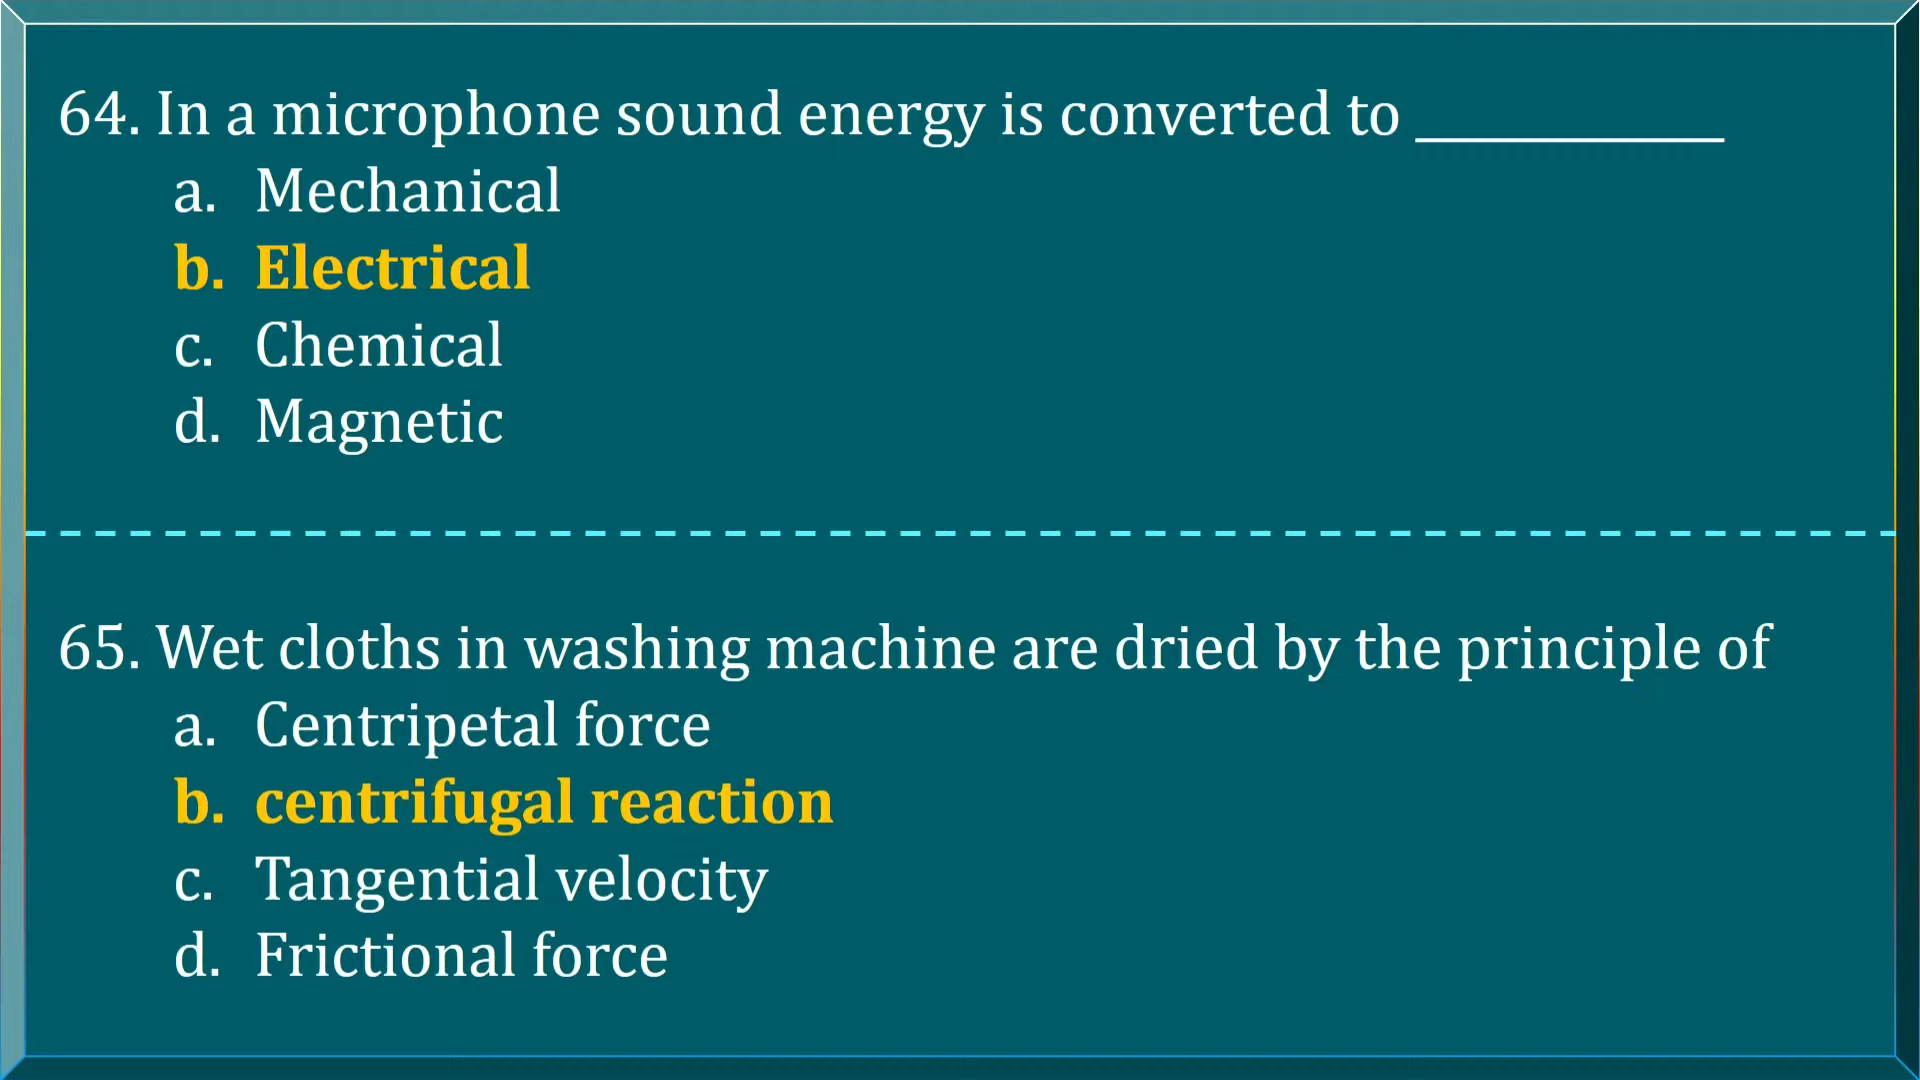 64. In a microphone sound energy is converted to ___________
a. Mechanical
b. Electrical
c. Chemical
d. Magnetic
65. Wet cloths in washing machine are dried by the principle of
a. Centripetal force
b. centrifugal reaction
c. Tangential velocity
d. Frictional force